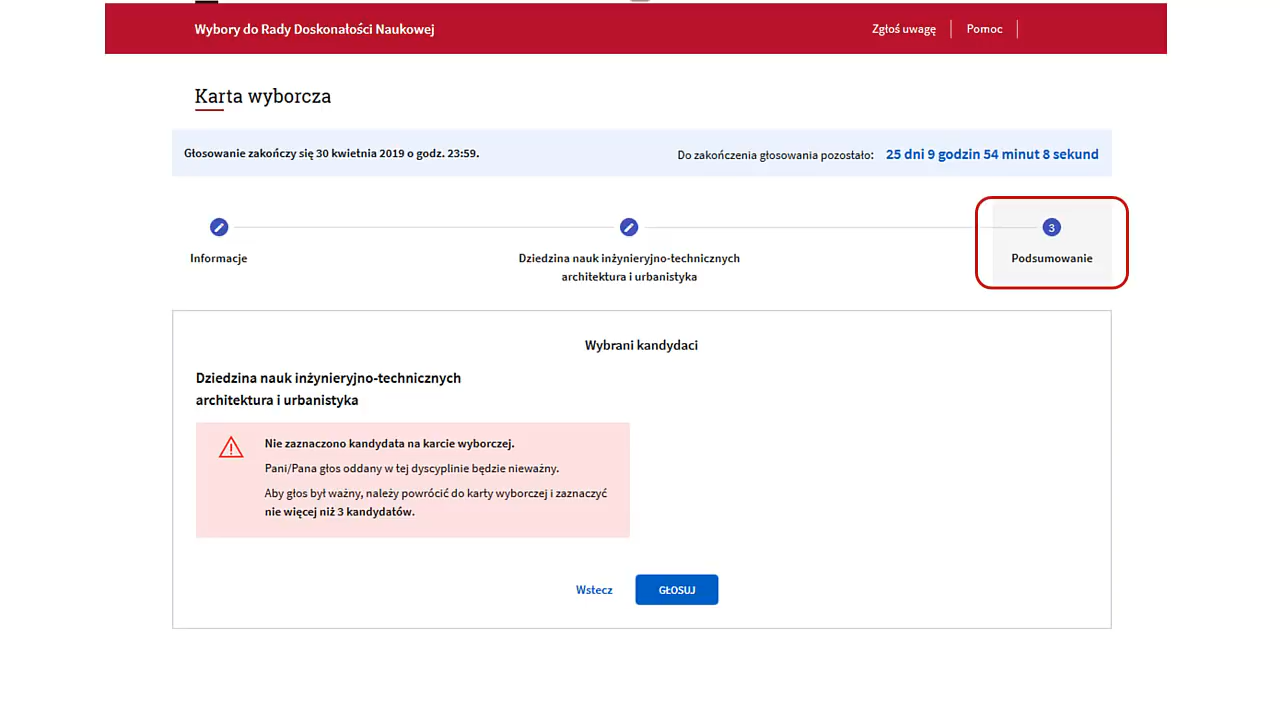 Wybory do Rady Doskonałości Naukowej
Zgłoś uwagę
Pomoc
Karta wyborcza
Głosowanie zakończy się 30 kwietnia 2019 o godz. 23:59.
Do zakończenia głosowania pozostało: 25 dni 9 godzin 54 minut 8 sekund
Informacje
Dziedzina nauk inżynieryjno-technicznych
architektura i urbanistyka
3
Podsumowanie
Wybrani kandydaci
Dziedzina nauk inżynieryjno-technicznych
architektura i urbanistyka
Nie zaznaczono kandydata na karcie wyborczej.
Pani/Pana głos oddany w tej dyscyplinie będzie nieważny.
Aby głos był ważny, należy powrócić do karty wyborczej i zaznaczyć
nie więcej niż 3 kandydatów.
Wstecz
GŁOSUJ